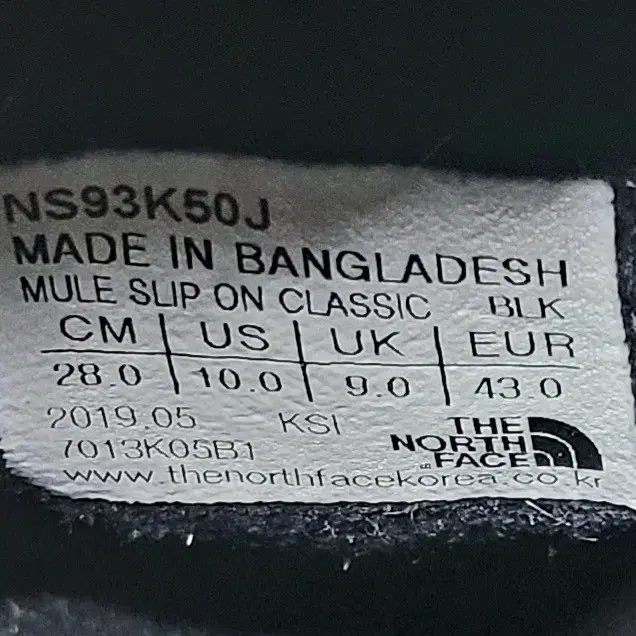 NS93K50J
MADE IN BANGLADESH
MULE SLIP ON CLASSIC BLK
CM US UK EUR
28.0 10.0 9.0 43.0
2019.05 KSI
7013K05B1
THE
NORTH
FACE
www.thenorthfacekorea.co.kr